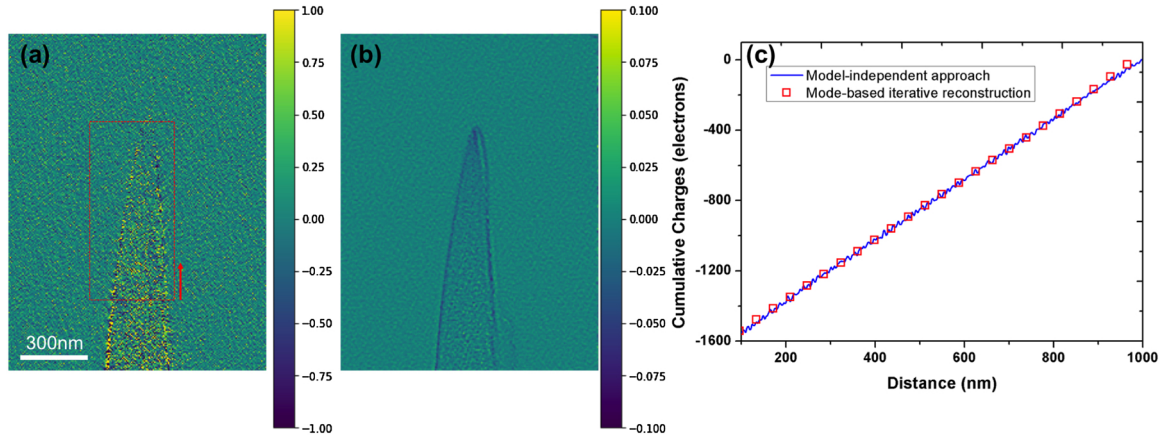 (a)
300nm
1.00
0.75
0.50
0.25
0.00
−0.25
−0.50
−0.75
−1.00
(b)
0.100
0.075
0.050
0.025
0.000
−0.025
−0.050
−0.075
−0.100
(c)
Model-independent approach
Mode-based iterative reconstruction
Cumulative Charges (electrons)
0
-400
-800
-1200
-1600
200 400 600 800 1000
Distance (nm)